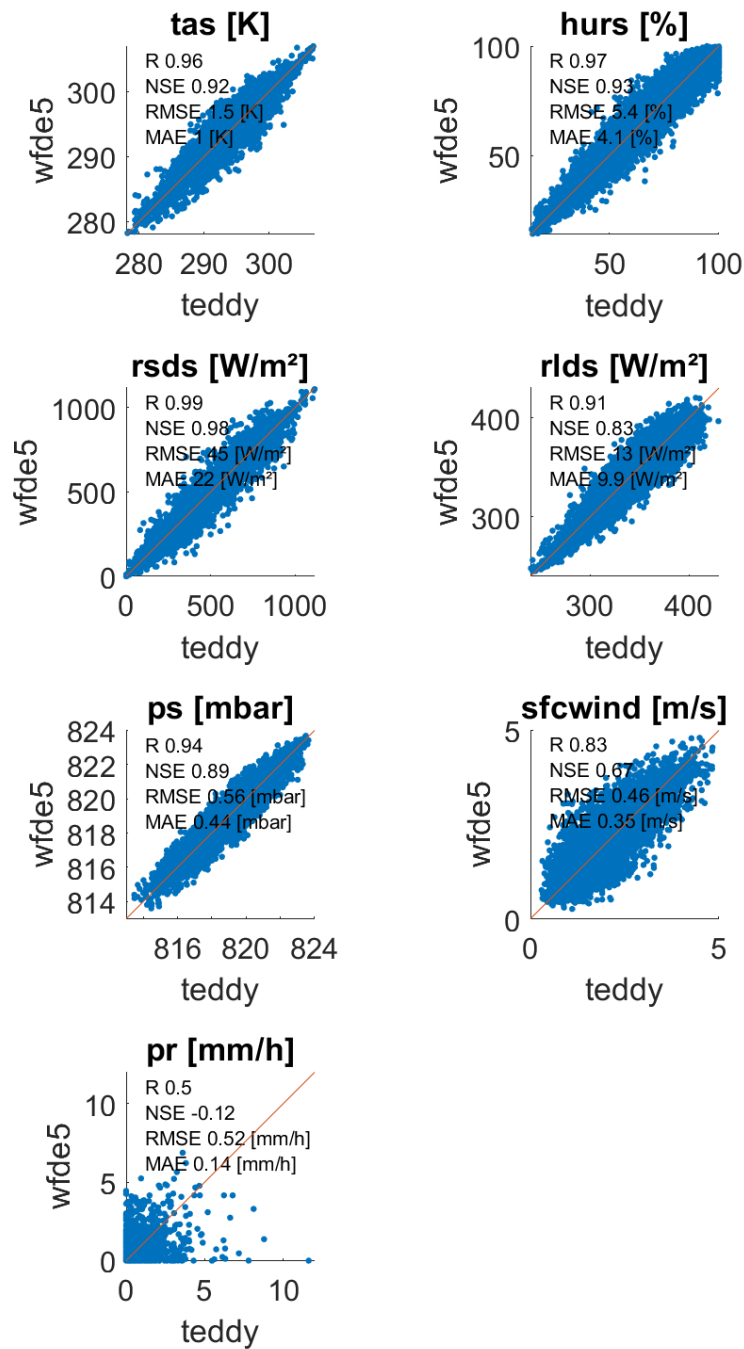 tas [K]
R 0.96
NSE 0.92
RMSE 1.5 [K]
MAE 1 [K]
300
290
280
wfde5
280 290 300
teddy
hurs [%]
R 0.97
NSE 0.93
RMSE 5.4 [%]
MAE 4.1 [%]
100
50
wfde5
50 100
teddy
rsds [W/m²]
R 0.99
NSE 0.98
RMSE 45 [W/m²]
MAE 22 [W/m²]
1000
500
0
wfde5
0 500 1000
teddy
rlds [W/m²]
R 0.91
NSE 0.83
RMSE 13 [W/m²]
MAE 9.9 [W/m²]
400
300
wfde5
300 400
teddy
ps [mbar]
R 0.94
NSE 0.89
RMSE 0.56 [mbar]
MAE 0.44 [mbar]
824
822
820
818
816
814
wfde5
816 820 824
teddy
sfcwind [m/s]
R 0.83
NSE 0.67
RMSE 0.46 [m/s]
MAE 0.35 [m/s]
5
0
wfde5
0 5
teddy
pr [mm/h]
R 0.5
NSE -0.12
RMSE 0.52 [mm/h]
MAE 0.14 [mm/h]
10
5
0
wfde5
0 5 10
teddy